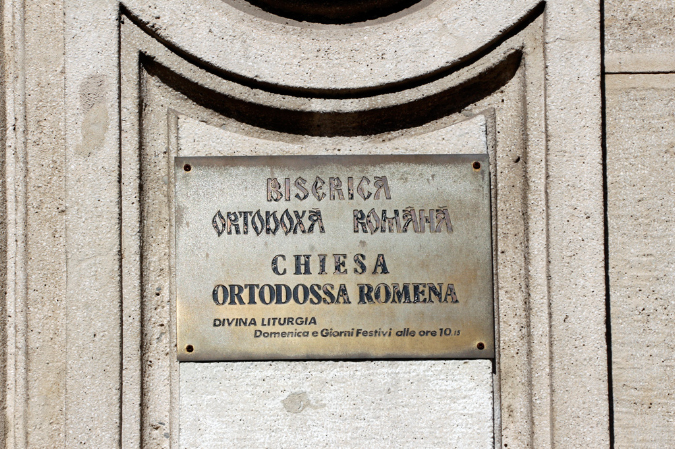 BISERICA
ORTODOXĂ ROMÂNĂ
CHIESA
ORTODOSSA ROMENA
DIVINA LITURGIA
Domenica e Giorni Festivi alle ore 10.15